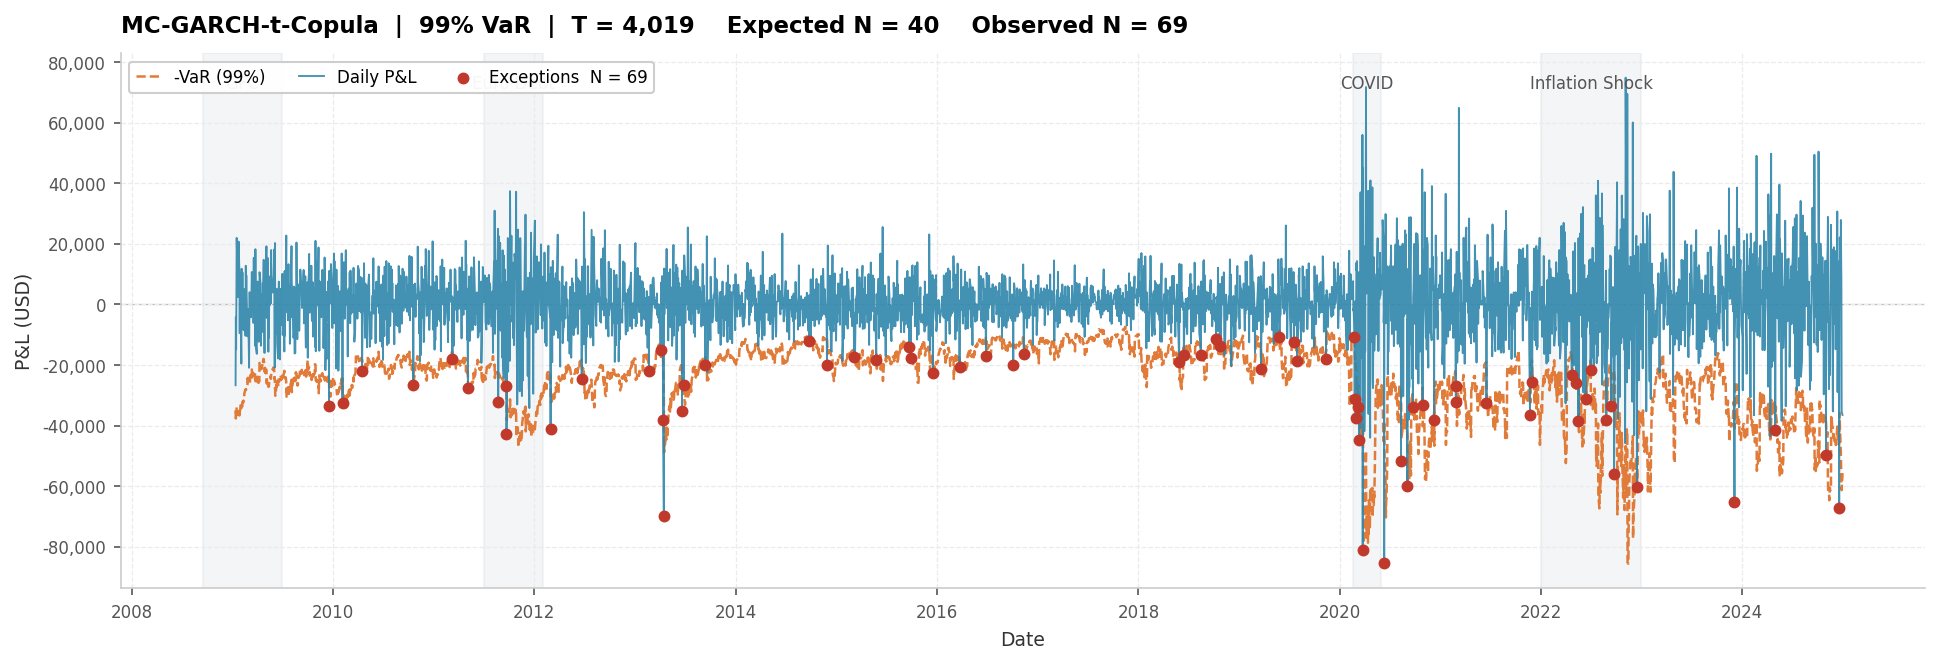 MC-GARCH-t-Copula | 99% VaR | T = 4,019 Expected N = 40 Observed N = 69
-VaR (99%) Daily P&L Exceptions N = 69
COVID
Inflation Shock
P&L (USD)
80,000
60,000
40,000
20,000
0
-20,000
-40,000
-60,000
-80,000
2008 2010 2012 2014 2016 2018 2020 2022 2024
Date